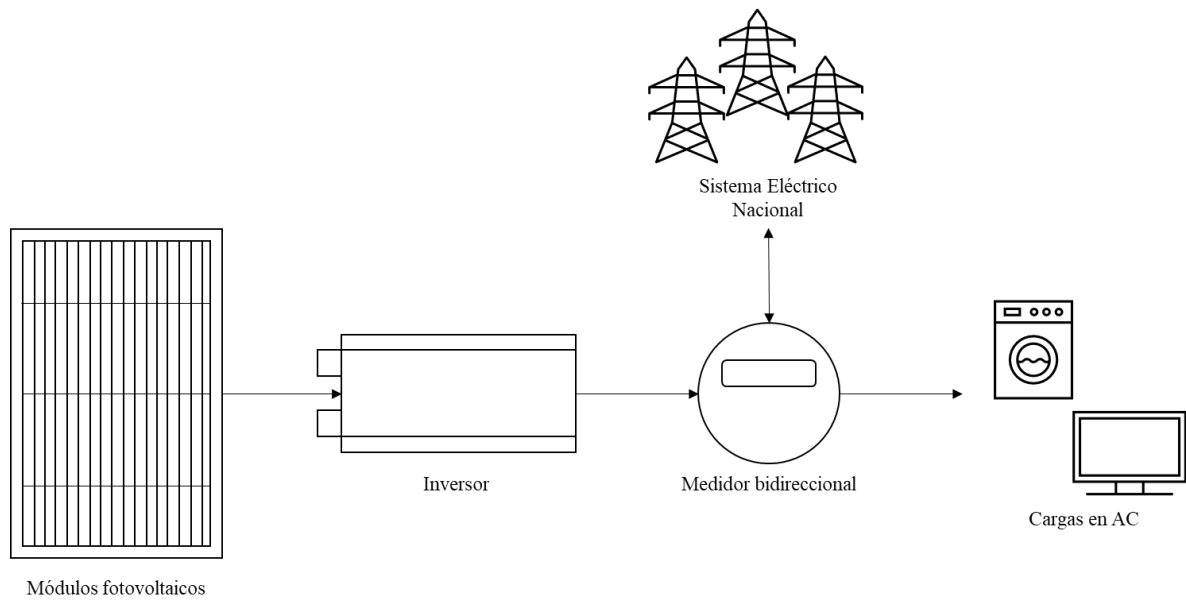 Sistema Eléctrico
Nacional
Inversor
Medidor bidireccional
Cargas en AC
Módulos fotovoltaicos